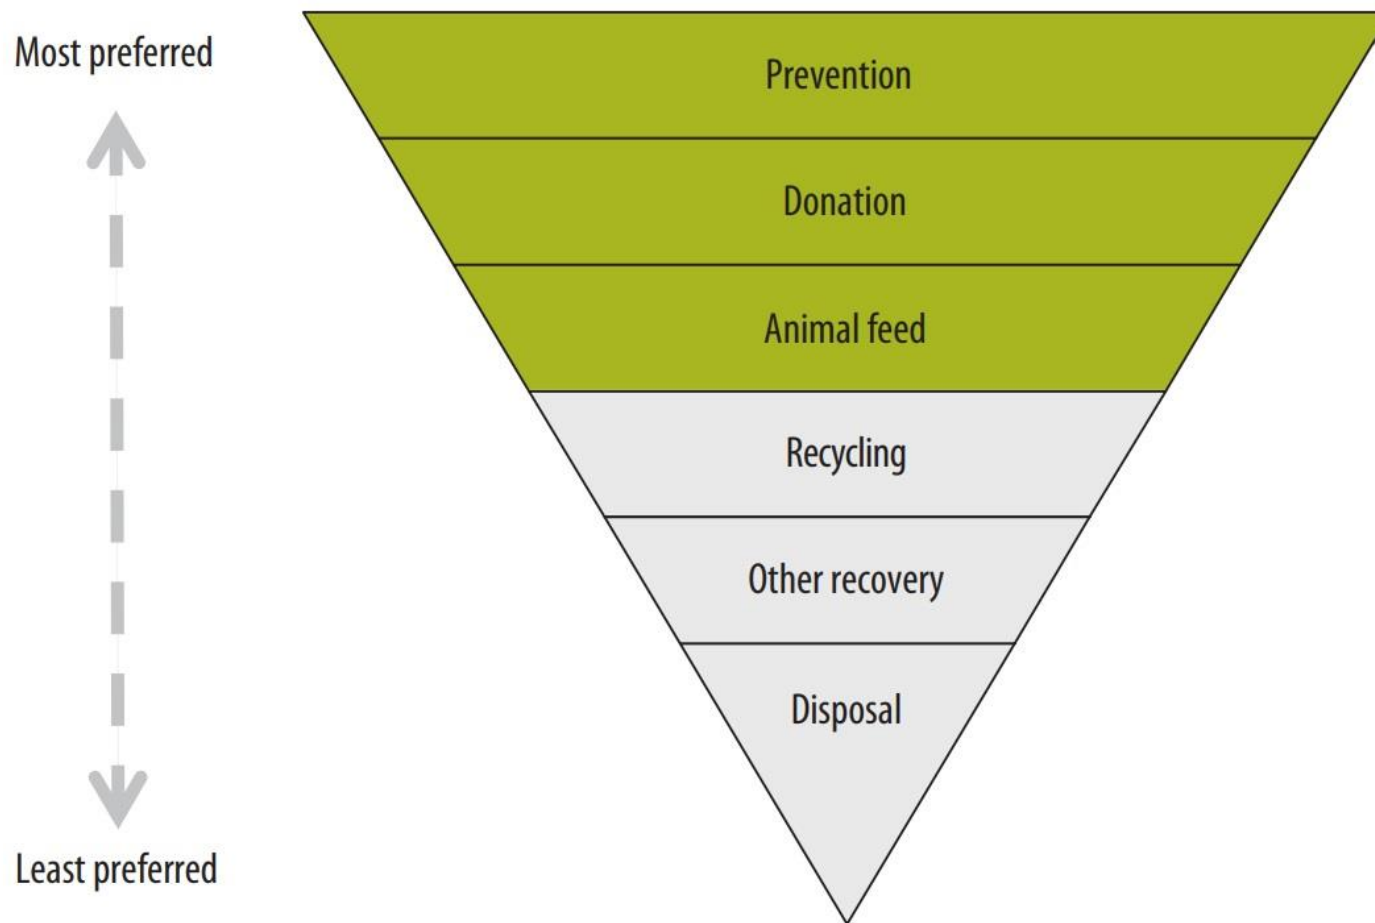 Most preferred
Prevention
Donation
Animal feed
Recycling
Other recovery
Disposal
Least preferred